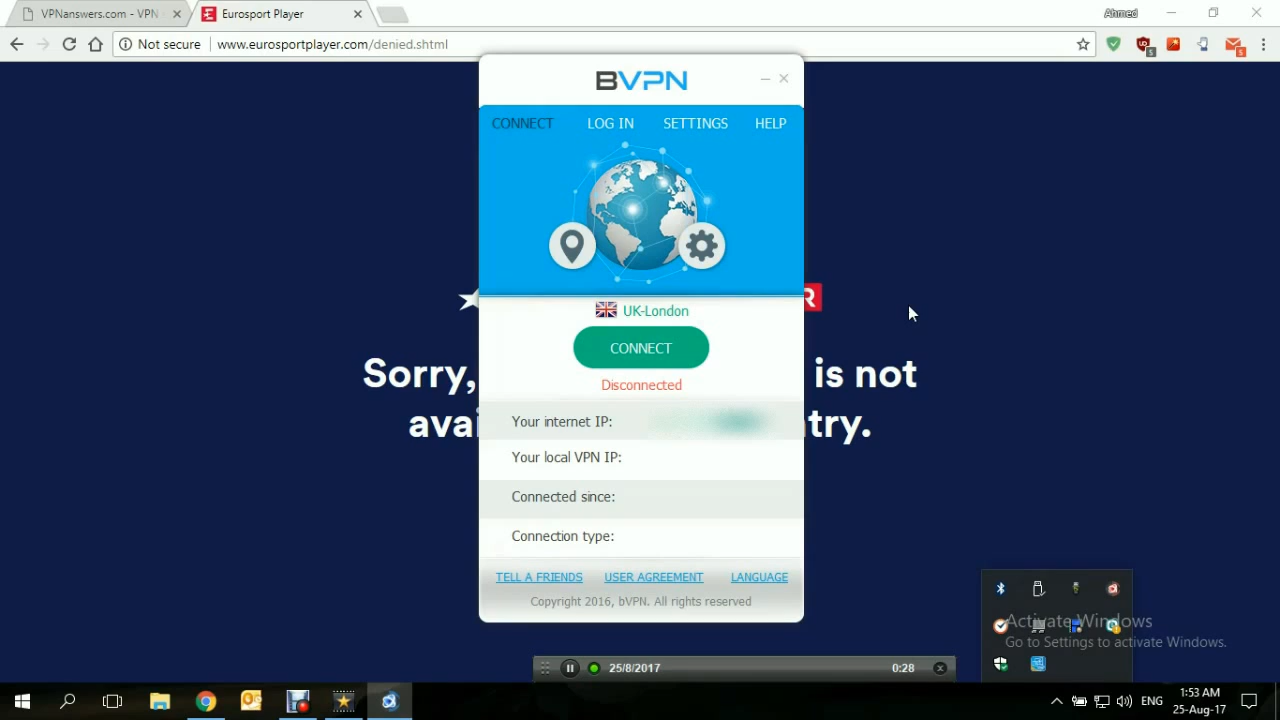 VPNanswers.com - VPN
Eurosport Player
Ahmed
Not secure
www.eurosportplayer.com/denied.shtml
5
5
BVPN
CONNECT
LOG IN
SETTINGS
HELP
R
UK-London
CONNECT
Disconnected
Sorry,
is not
avai
ntry.
Your internet IP:
Your local VPN IP:
Connected since:
Connection type:
TELL A FRIENDS
USER AGREEMENT
LANGUAGE
Copyright 2016, bVPN. All rights reserved
Activate Windows
Go to Settings to activate Windows.
25/8/2017
0:28
ENG
1:53 AM
25-Aug-17